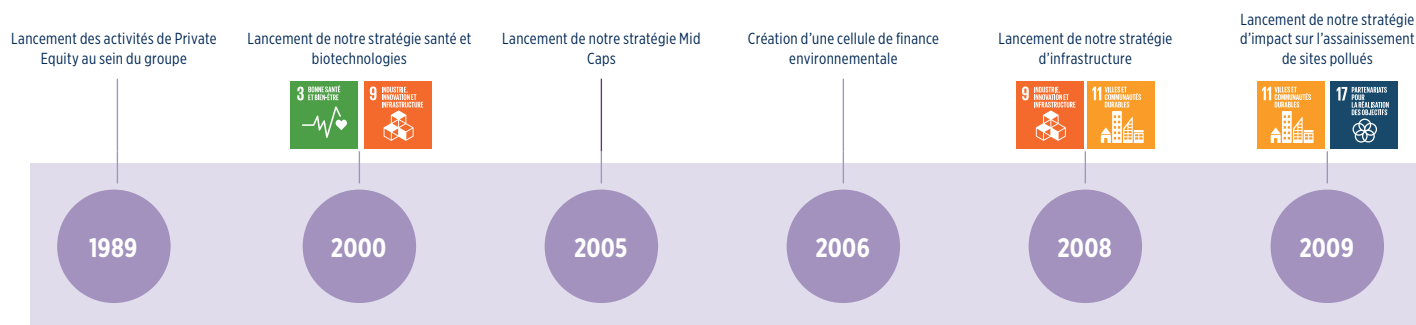 Lancement des activités de Private
Equity au sein du groupe
Lancement de notre stratégie santé et
biotechnologies
3 BONNE SANTÉ
ET BIEN-ÊTRE
9 INDUSTRIE,
INNOVATION ET
INFRASTRUCTURE
Lancement de notre stratégie Mid
Caps
Création d’une cellule de finance
environnementale
Lancement de notre stratégie
d’infrastructure
9 INDUSTRIE,
INNOVATION ET
INFRASTRUCTURE
11 VILLES ET
COMMUNAUTÉS
DURABLES
Lancement de notre stratégie
d’impact sur l’assainissement
de sites pollués
11 VILLES ET
COMMUNAUTÉS
DURABLES
17 PARTENARIATS
POUR
LA RÉALISATION
DES OBJECTIFS
1989
2000
2005
2006
2008
2009